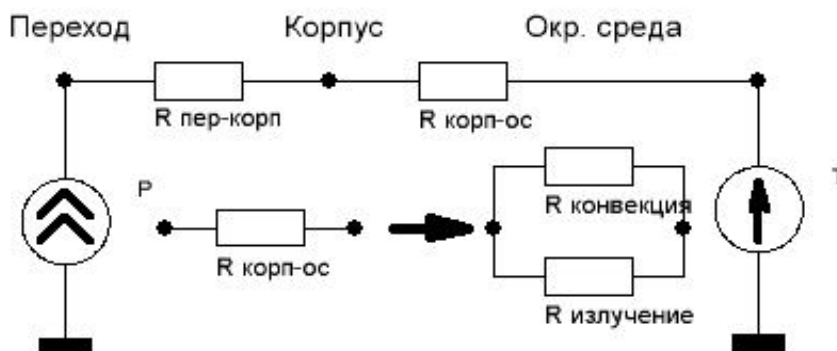 Переход Корпус Окр. среда
R пер-корп R корп-ос
P
R корп-ос
R конвекция
R излучение
T